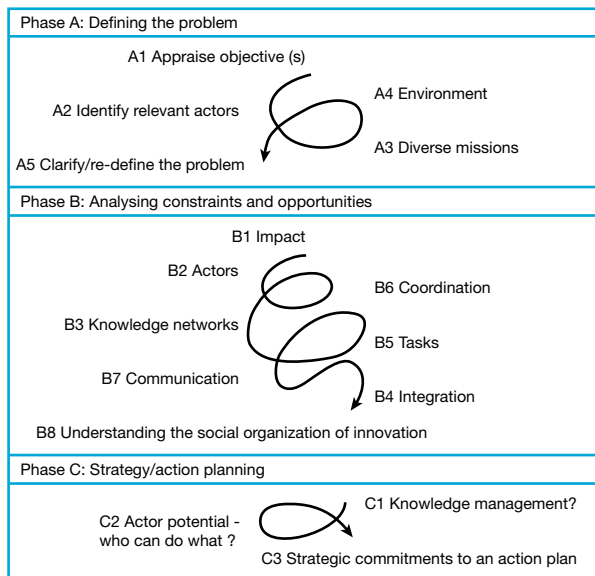 Phase A: Defining the problem
A1 Appraise objective (s)
A4 Environment
A2 Identify relevant actors
A3 Diverse missions
A5 Clarify/re-define the problem
Phase B: Analysing constraints and opportunities
B1 Impact
B2 Actors
B6 Coordination
B3 Knowledge networks
B5 Tasks
B7 Communication
B4 Integration
B8 Understanding the social organization of innovation
Phase C: Strategy/action planning
C1 Knowledge management?
C2 Actor potential -
who can do what ?
C3 Strategic commitments to an action plan